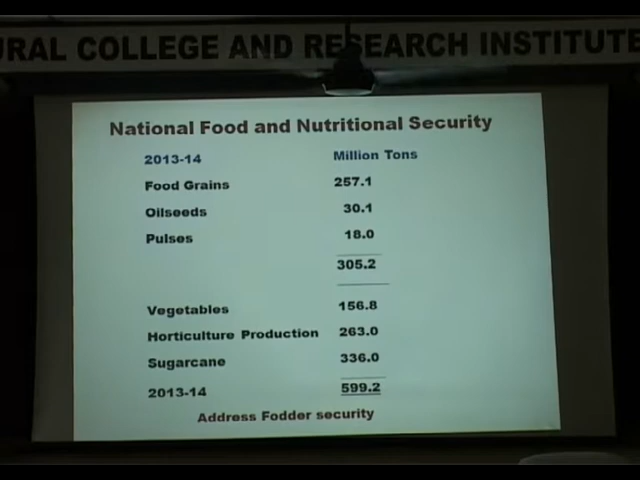 URAL COLLEGE AND RESEARCH INSTITUTE
National Food and Nutritional Security
2013-14 Million Tons
Food Grains 257.1
Oilseeds 30.1
Pulses 18.0
305.2
Vegetables 156.8
Horticulture Production 263.0
Sugarcane 336.0
2013-14 599.2
Address Fodder security